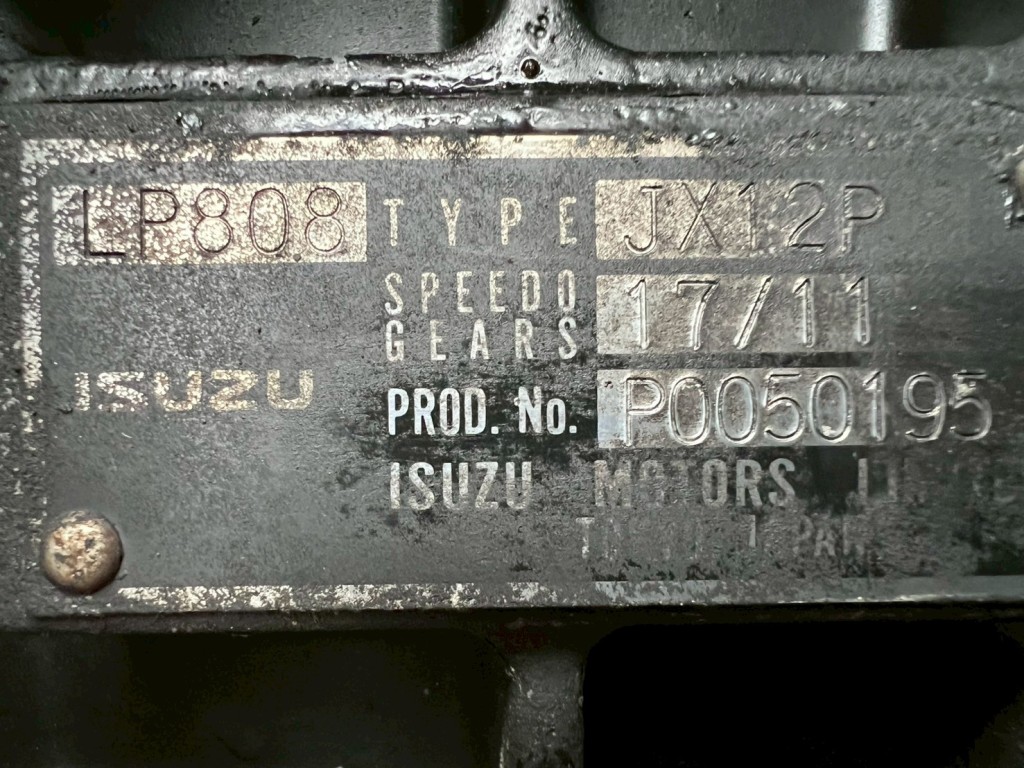 LP808 TYPE JX12P
SPEEDO GEARS 17/11
ISUZU PROD. No. P0050195
ISUZU MOTORS